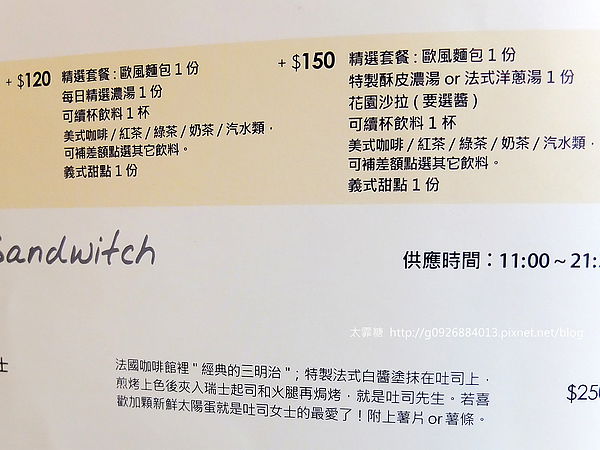 + $120 精選套餐：歐風麵包 1 份
每日精選濃湯 1 份
可續杯飲料 1 杯
美式咖啡 / 紅茶 / 綠茶 / 奶茶 / 汽水類，
可補差額點選其它飲料。
義式甜點 1 份
+ $150 精選套餐：歐風麵包 1 份
特製酥皮濃湯 or 法式洋蔥湯 1 份
花園沙拉 ( 要選醬 )
可續杯飲料 1 杯
美式咖啡 / 紅茶 / 綠茶 / 奶茶 / 汽水類，
可補差額點選其它飲料。
義式甜點 1 份
Sandwitch
供應時間：11:00～21:
太霏糖 http://g0926884013.pixnet.net/blog
士
法國咖啡館裡 " 經典的三明治 "；特製法式白醬塗抹在吐司上，
煎烤上色後夾入瑞士起司和火腿再焗烤，就是吐司先生。若喜
歡加顆新鮮太陽蛋就是吐司女士的最愛了！附上薯片 or 薯條。
$250